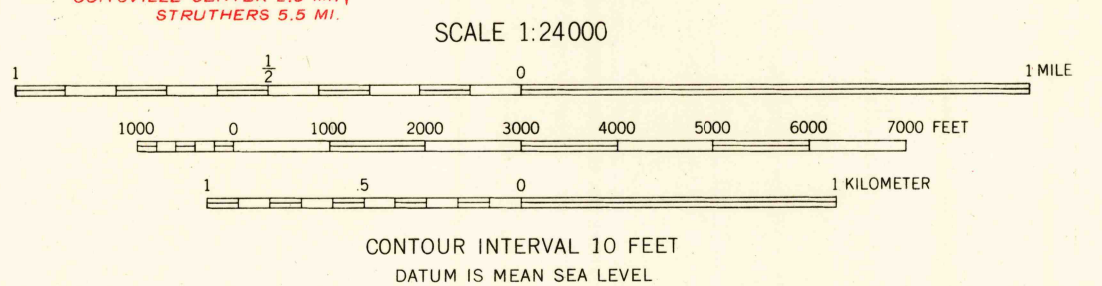 STRUTHERS 5.5 MI.
SCALE 1:24000
1 1/2 0 1 MILE
1000 0 1000 2000 3000 4000 5000 6000 7000 FEET
1 .5 0 1 KILOMETER
CONTOUR INTERVAL 10 FEET
DATUM IS MEAN SEA LEVEL